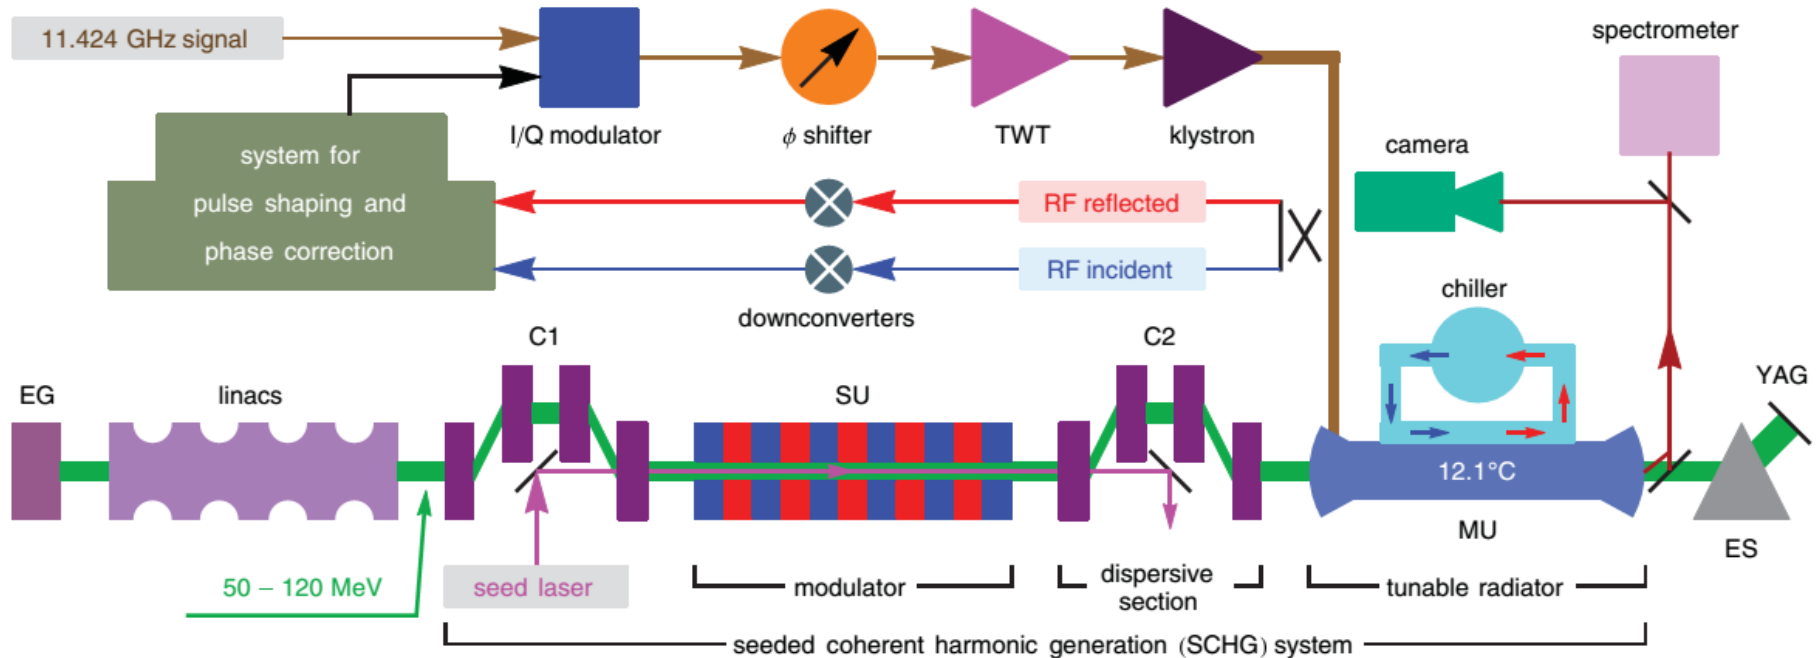 11.424 GHz signal
I/Q modulator
ϕ shifter
TWT
klystron
spectrometer
camera
system for
pulse shaping and
phase correction
RF reflected
RF incident
downconverters
chiller
C1
C2
EG
linacs
SU
YAG
12.1°C
MU
ES
50 – 120 MeV
seed laser
modulator
dispersive
section
tunable radiator
seeded coherent harmonic generation (SCHG) system